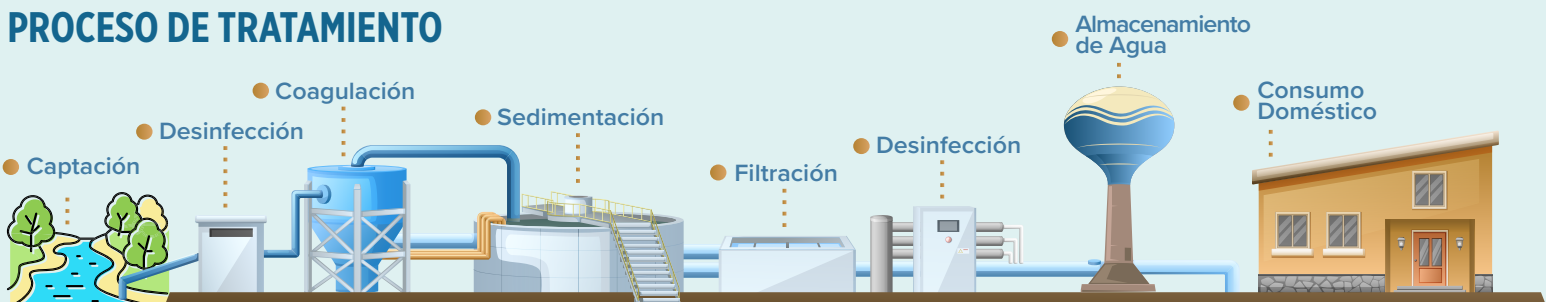 PROCESO DE TRATAMIENTO
Captación
Desinfección
Coagulación
Sedimentación
Filtración
Desinfección
Almacenamiento
de Agua
Consumo
Doméstico